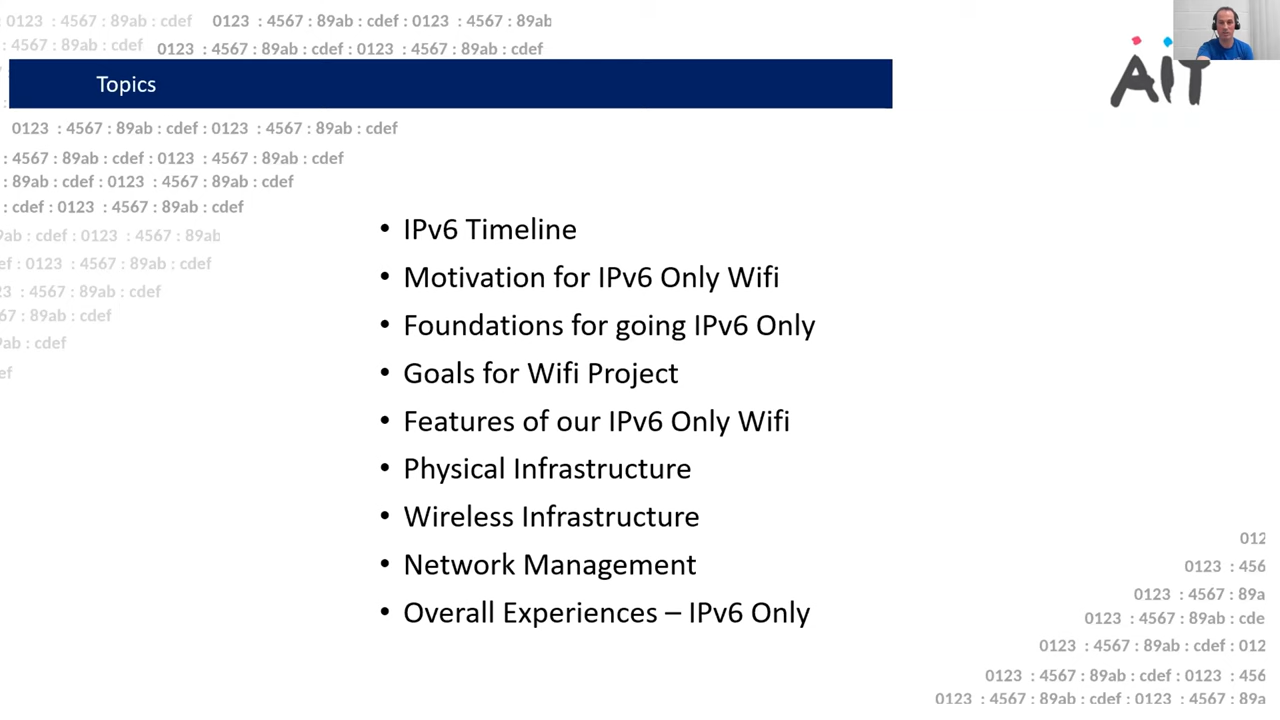 : 0123 : 4567 : 89ab : cdef 0123 : 4567 : 89ab : cdef : 0123 : 4567 : 89ab
: 4567 : 89ab : cdef 0123 : 4567 : 89ab : cdef : 0123 : 4567 : 89ab : cdef
Topics
AIT
0123 : 4567 : 89ab : cdef : 0123 : 4567 : 89ab : cdef
: 4567 : 89ab : cdef : 0123 : 4567 : 89ab : cdef
: 89ab : cdef : 0123 : 4567 : 89ab : cdef
: cdef : 0123 : 4567 : 89ab : cdef
9ab : cdef : 0123 : 4567 : 89ab
ef : 0123 : 4567 : 89ab : cdef
23 : 4567 : 89ab : cdef
67 : 89ab : cdef
9ab : cdef
ef
• IPv6 Timeline
• Motivation for IPv6 Only Wifi
• Foundations for going IPv6 Only
• Goals for Wifi Project
• Features of our IPv6 Only Wifi
• Physical Infrastructure
• Wireless Infrastructure
• Network Management
• Overall Experiences – IPv6 Only
012
0123 : 456
0123 : 4567 : 89a
0123 : 4567 : 89ab : cde
0123 : 4567 : 89ab : cdef : 012
0123 : 4567 : 89ab : cdef : 0123 : 456
0123 : 4567 : 89ab : cdef : 0123 : 4567 : 89a